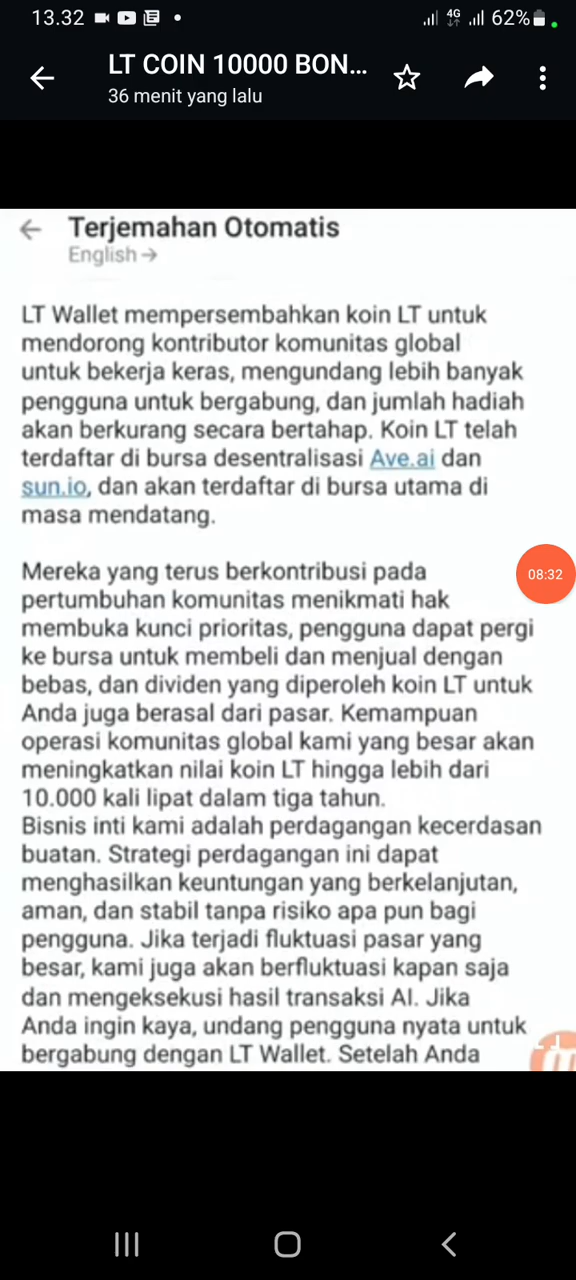 13.32
4G
62%
LT COIN 10000 BON...
36 menit yang lalu
Terjemahan Otomatis
English →
LT Wallet mempersembahkan koin LT untuk
mendorong kontributor komunitas global
untuk bekerja keras, mengundang lebih banyak
pengguna untuk bergabung, dan jumlah hadiah
akan berkurang secara bertahap. Koin LT telah
terdaftar di bursa desentralisasi Ave.ai dan
sun.io, dan akan terdaftar di bursa utama di
masa mendatang.
Mereka yang terus berkontribusi pada
pertumbuhan komunitas menikmati hak
membuka kunci prioritas, pengguna dapat pergi
ke bursa untuk membeli dan menjual dengan
bebas, dan dividen yang diperoleh koin LT untuk
Anda juga berasal dari pasar. Kemampuan
operasi komunitas global kami yang besar akan
meningkatkan nilai koin LT hingga lebih dari
10.000 kali lipat dalam tiga tahun.
Bisnis inti kami adalah perdagangan kecerdasan
buatan. Strategi perdagangan ini dapat
menghasilkan keuntungan yang berkelanjutan,
aman, dan stabil tanpa risiko apa pun bagi
pengguna. Jika terjadi fluktuasi pasar yang
besar, kami juga akan berfluktuasi kapan saja
dan mengeksekusi hasil transaksi AI. Jika
Anda ingin kaya, undang pengguna nyata untuk
bergabung dengan LT Wallet. Setelah Anda
08:32